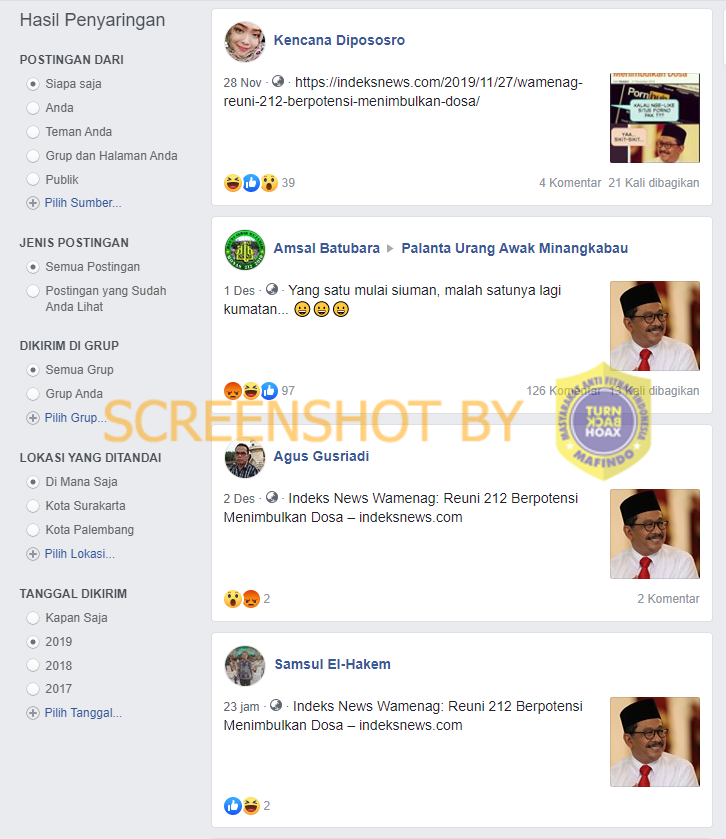 Hasil Penyaringan
POSTINGAN DARI
Siapa saja
Anda
Teman Anda
Grup dan Halaman Anda
Publik
Pilih Sumber...
JENIS POSTINGAN
Semua Postingan
Postingan yang Sudah
Anda Lihat
DIKIRIM DI GRUP
Semua Grup
Grup Anda
Pilih Grup...
LOKASI YANG DITANDAI
Di Mana Saja
Kota Surakarta
Kota Palembang
Pilih Lokasi...
TANGGAL DIKIRIM
Kapan Saja
2019
2018
2017
Pilih Tanggal...
Kencana Dipososro
28 Nov · https://indeksnews.com/2019/11/27/wamenag-
reuni-212-berpotensi-menimbulkan-dosa/
Menimbulkan Dosa
KALAU NGE-LIKE
SITUS PORNO
PAK ???
YAA...
SIKIT-SIKIT...
39
4 Komentar 21 Kali dibagikan
Amsal Batubara Palanta Urang Awak Minangkabau
1 Des · Yang satu mulai siuman, malah satunya lagi
kumatan... 😀😀😀
97
126 Komentar Kali dibagikan
SCREENSHOT BY
MASYARAKAT ANTI FITNAH INDONESIA
TURN
BACK
HOAX
MAFINDO
Agus Gusriadi
2 Des · Indeks News Wamenag: Reuni 212 Berpotensi
Menimbulkan Dosa – indeksnews.com
2
2 Komentar
Samsul El-Hakem
23 jam · Indeks News Wamenag: Reuni 212 Berpotensi
Menimbulkan Dosa – indeksnews.com
2